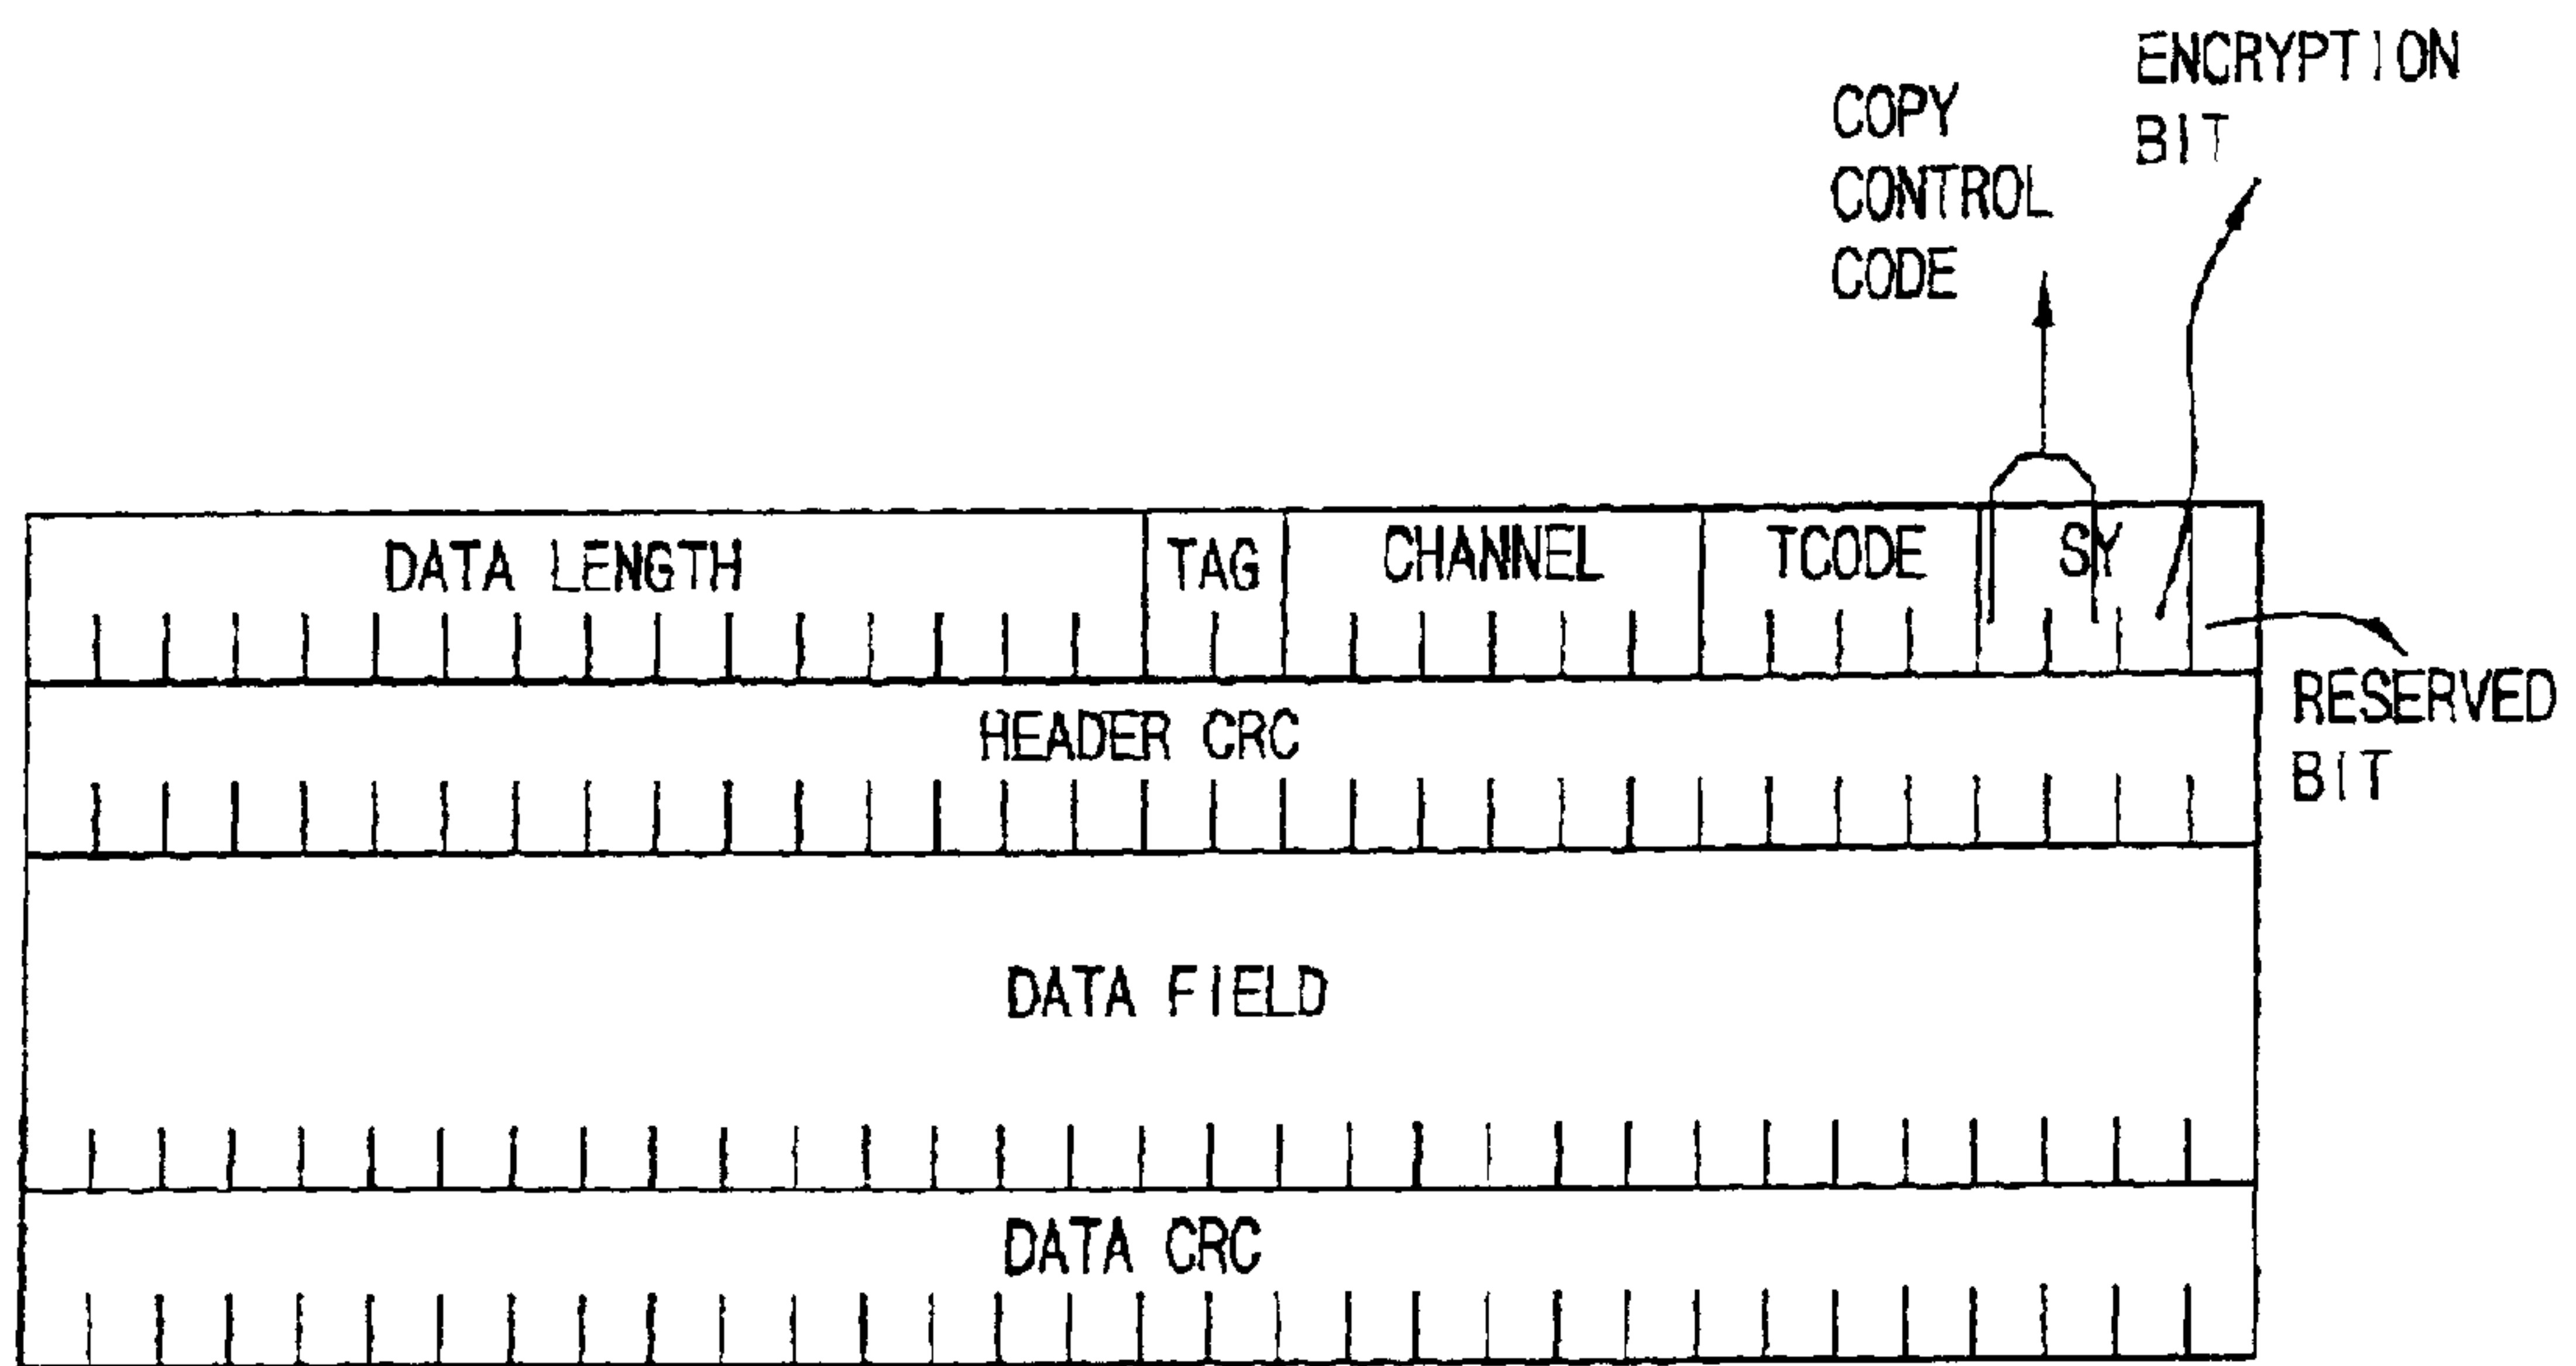 ENCRYPTION
BIT
COPY
CONTROL
CODE
DATA LENGTH TAG CHANNEL TCODE SY
RESERVED
BIT
HEADER CRC
DATA FIELD
DATA CRC